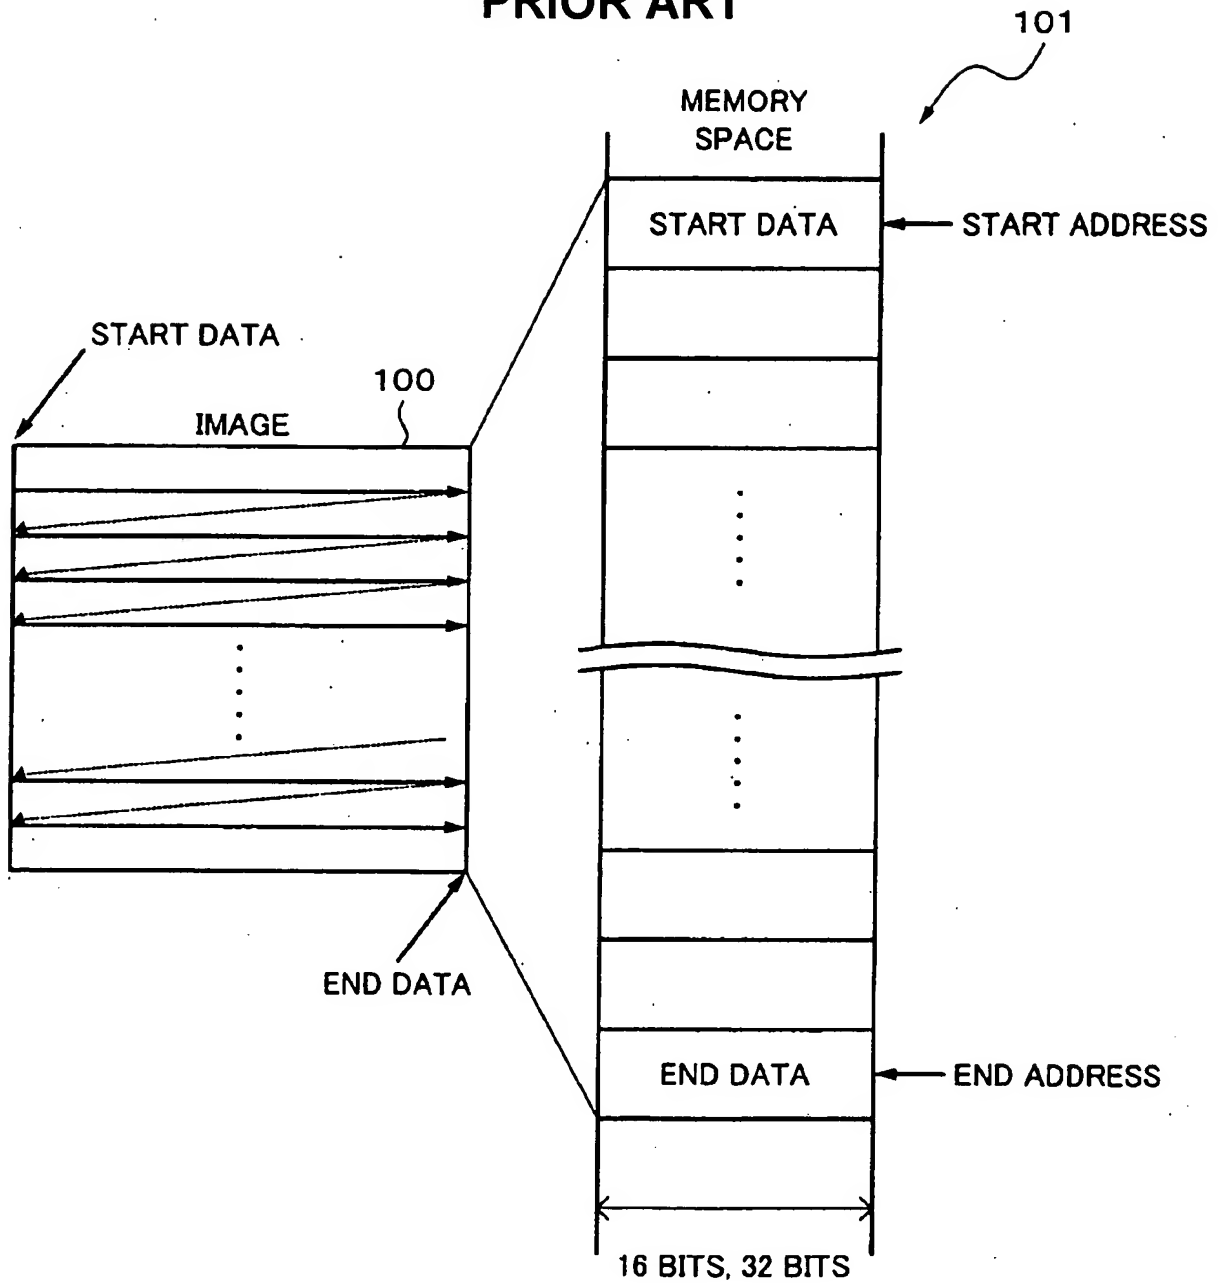 PRIOR ART
101
MEMORY
SPACE
START DATA
START ADDRESS
START DATA
100
IMAGE
END DATA
END DATA
END ADDRESS
16 BITS, 32 BITS